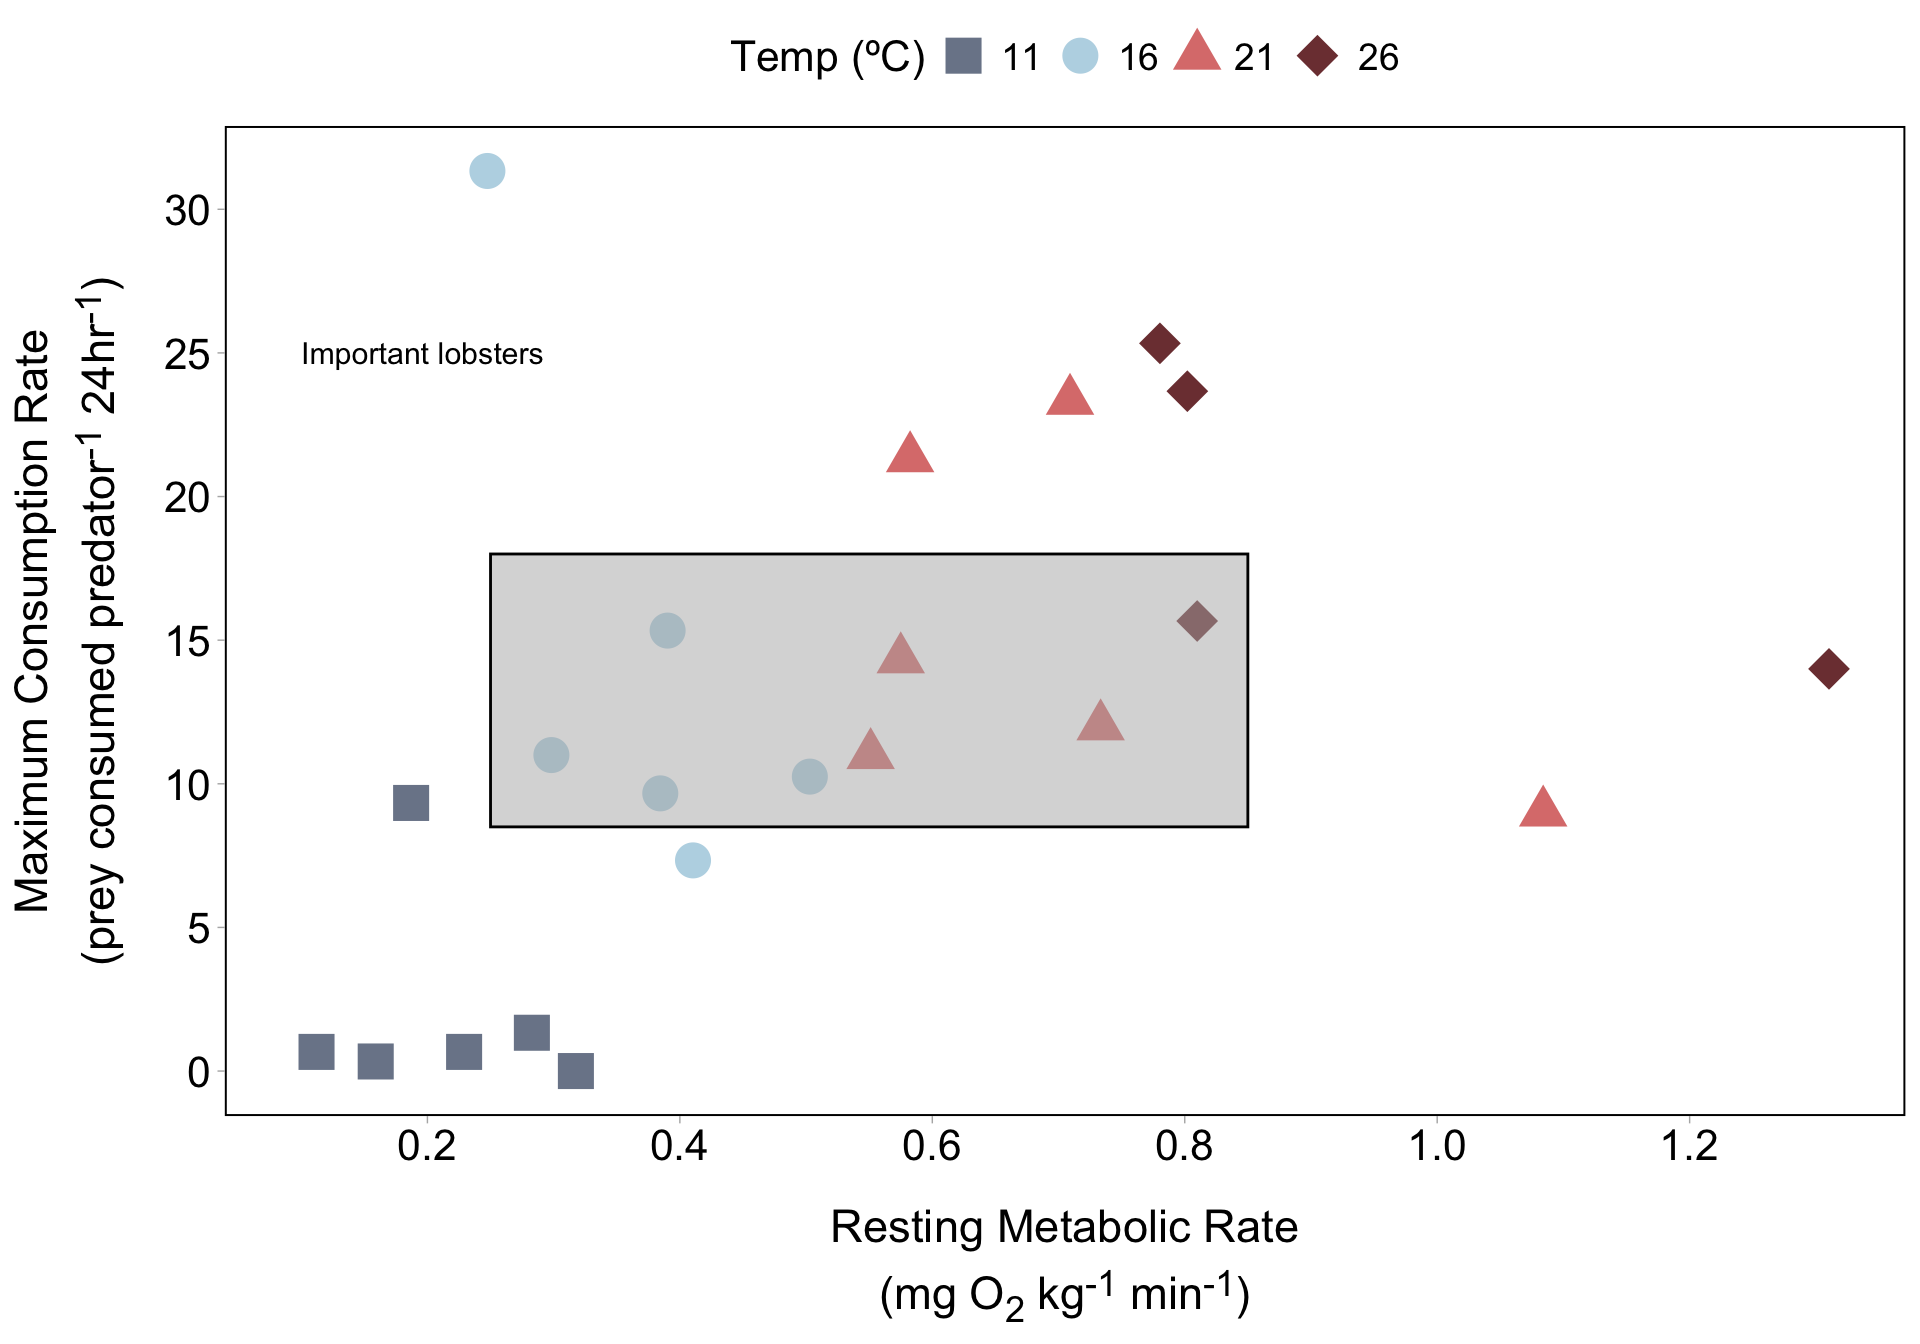 Temp (ºC) 11 16 21 26
30
25
20
15
10
5
0
Important lobsters
Maximum Consumption Rate
(prey consumed predator⁻¹ 24hr⁻¹)
0.2 0.4 0.6 0.8 1.0 1.2
Resting Metabolic Rate
(mg O₂ kg⁻¹ min⁻¹)